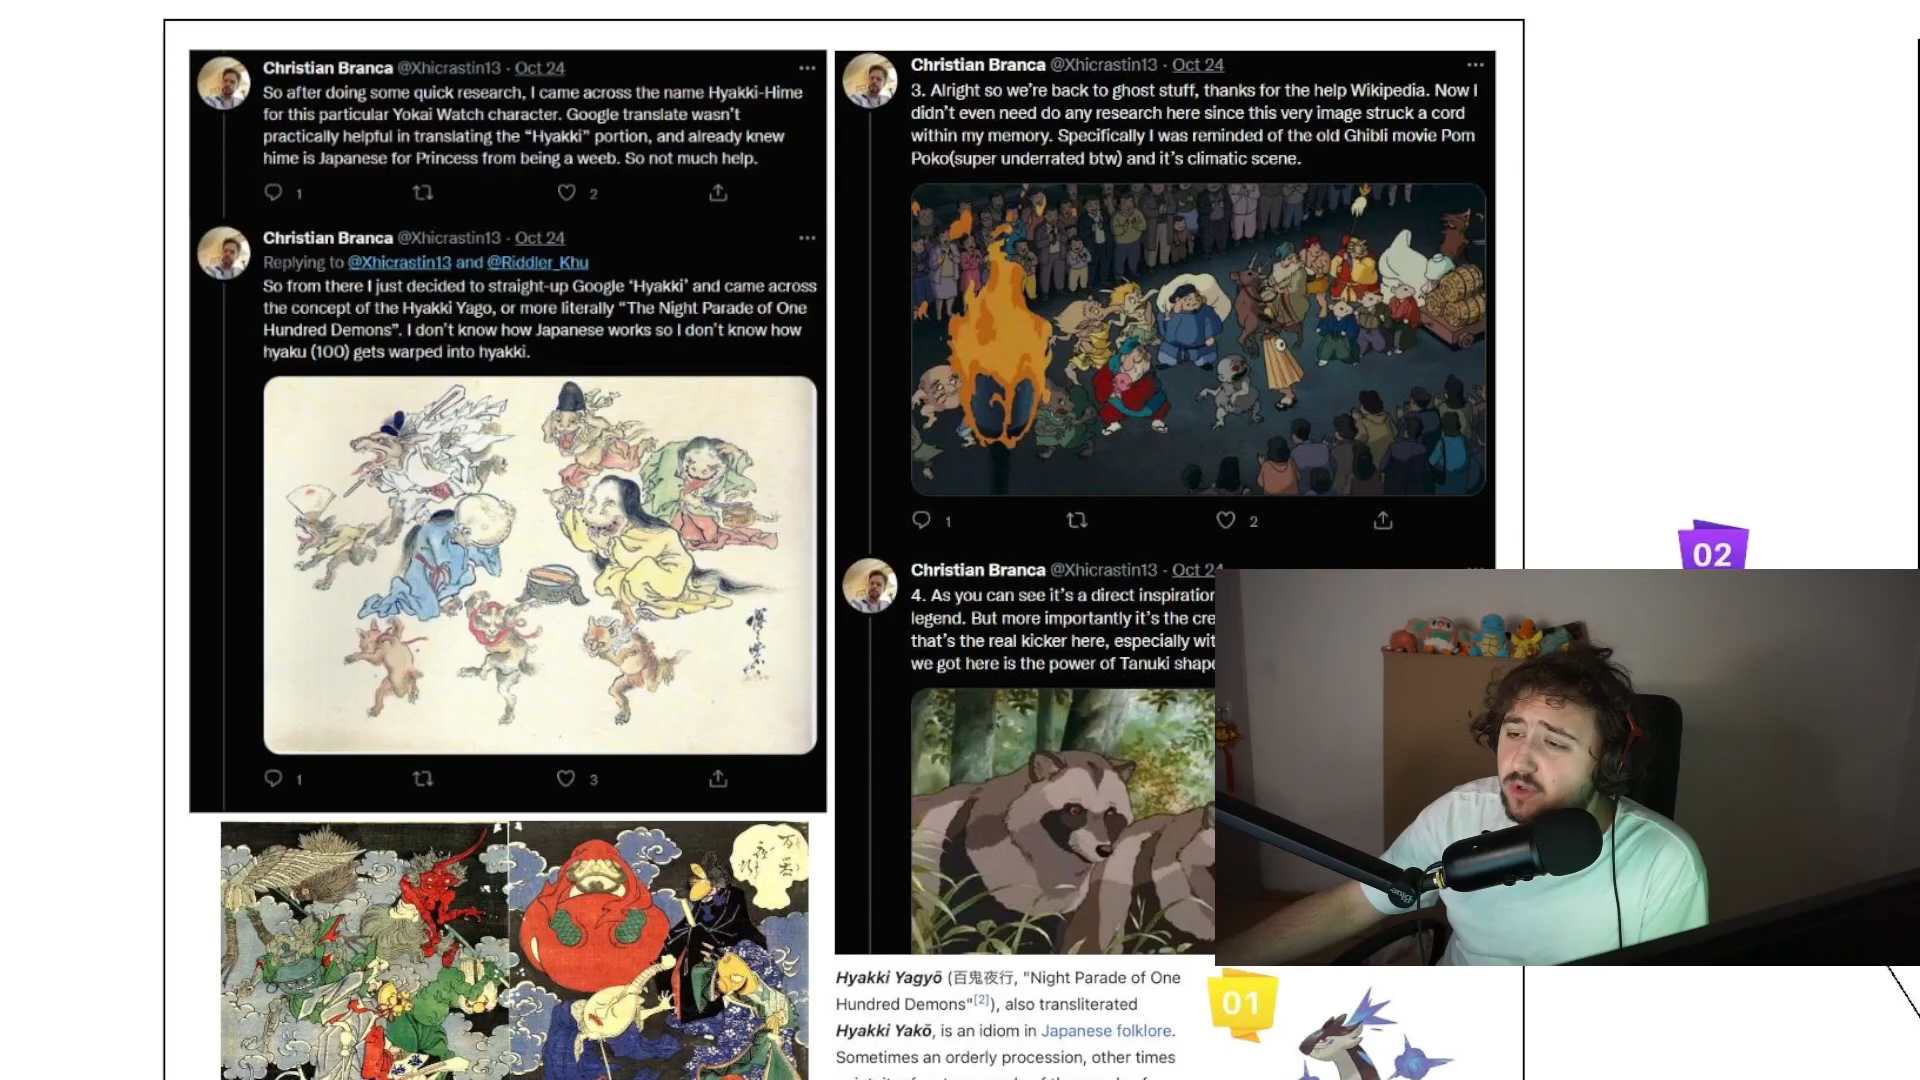 Christian Branca @Xhicrastin13 · Oct 24
So after doing some quick research, I came across the name Hyakki-Hime
for this particular Yokai Watch character. Google translate wasn't
practically helpful in translating the "Hyakki" portion, and already knew
hime is Japanese for Princess from being a weeb. So not much help.
1 2
Christian Branca @Xhicrastin13 · Oct 24
Replying to @Xhicrastin13 and @Riddler_Khu
So from there I just decided to straight-up Google 'Hyakki' and came across
the concept of the Hyakki Yago, or more literally "The Night Parade of One
Hundred Demons". I don't know how Japanese works so I don't know how
hyaku (100) gets warped into hyakki.
1 3
Christian Branca @Xhicrastin13 · Oct 24
3. Alright so we're back to ghost stuff, thanks for the help Wikipedia. Now I
didn't even need do any research here since this very image struck a cord
within my memory. Specifically I was reminded of the old Ghibli movie Pom
Poko(super underrated btw) and it's climatic scene.
1 2
Christian Branca @Xhicrastin13 · Oct 24
4. As you can see it's a direct inspiration
legend. But more importantly it's the cre
that's the real kicker here, especially wit
we got here is the power of Tanuki shape
Hyakki Yagyō (百鬼夜行, "Night Parade of One
Hundred Demons"[2]), also transliterated
Hyakki Yakō, is an idiom in Japanese folklore.
Sometimes an orderly procession, other times
01
02
Blue